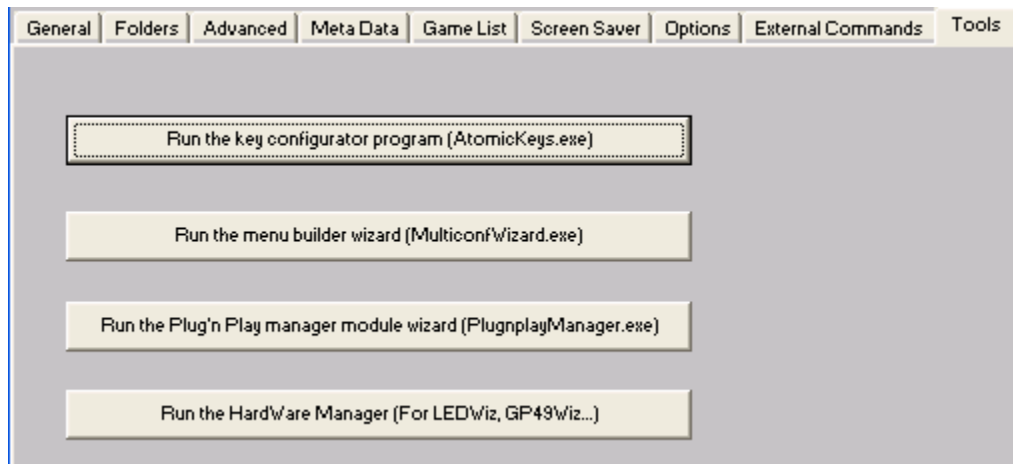 General Folders Advanced Meta Data Game List Screen Saver Options External Commands Tools
Run the key configurator program (AtomicKeys.exe)
Run the menu builder wizard (MulticonfWizard.exe)
Run the Plug'n Play manager module wizard (PlugnplayManager.exe)
Run the HardWare Manager (For LEDWiz, GP49Wiz...)